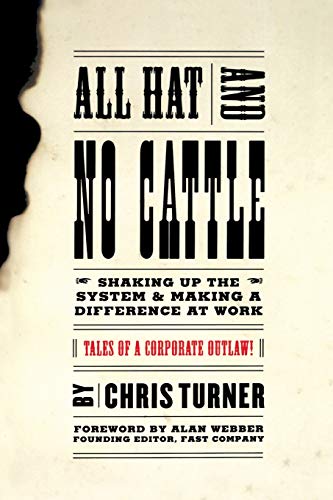 ALL HAT AND
NO CATTLE
SHAKING UP THE
SYSTEM & MAKING A
DIFFERENCE AT WORK
TALES OF A CORPORATE OUTLAW!
BY CHRIS TURNER
FOREWORD BY ALAN WEBBER
FOUNDING EDITOR, FAST COMPANY